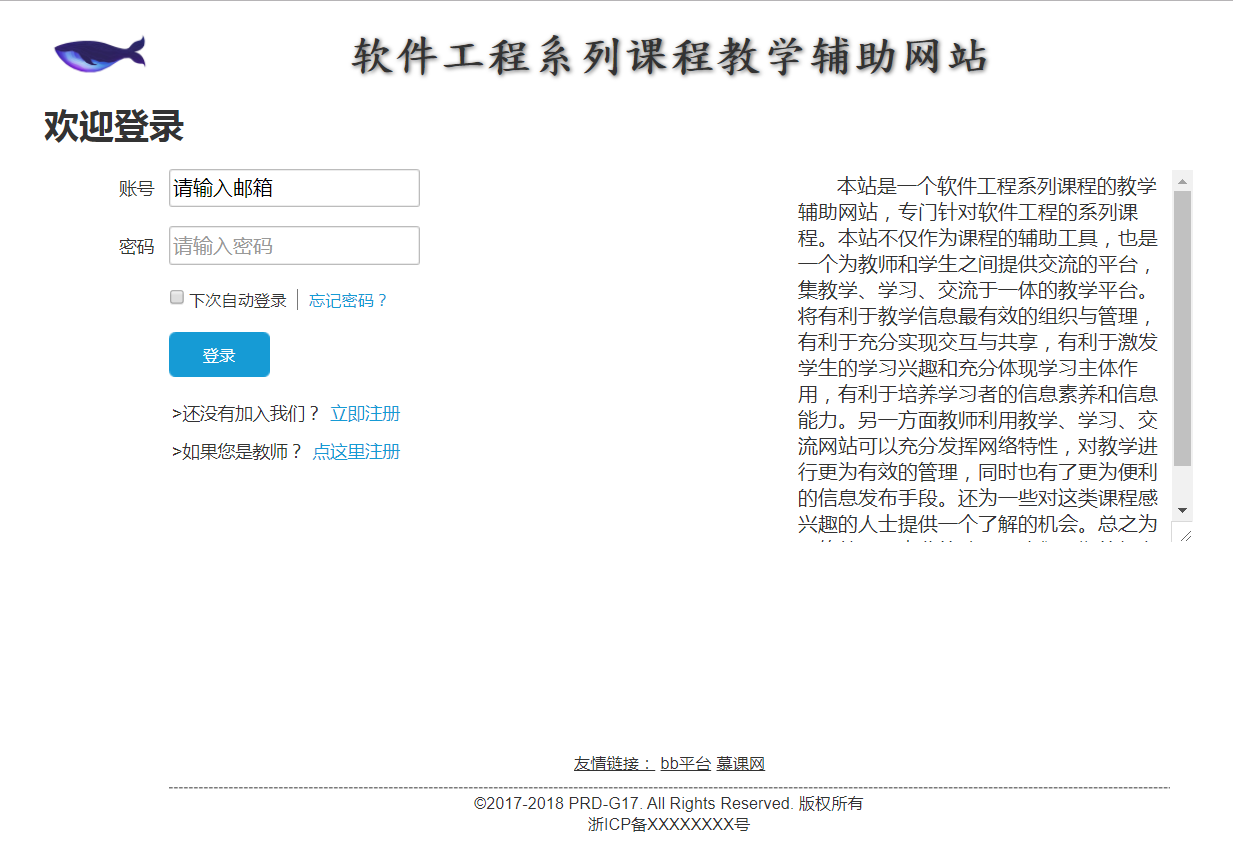 软件工程系列课程教学辅助网站
欢迎登录
账号 请输入邮箱
密码 请输入密码
下次自动登录 | 忘记密码？
登录
>还没有加入我们？ 立即注册
>如果您是教师？ 点这里注册
本站是一个软件工程系列课程的教学
辅助网站，专门针对软件工程的系列课
程。本站不仅作为课程的辅助工具，也是
一个为教师和学生之间提供交流的平台，
集教学、学习、交流于一体的教学平台。
将有利于教学信息最有效的组织与管理，
有利于充分实现交互与共享，有利于激发
学生的学习兴趣和充分体现学习主体作
用，有利于培养学习者的信息素养和信息
能力。另一方面教师利用教学、学习、交
流网站可以充分发挥网络特性，对教学进
行更为有效的管理，同时也有了更为便利
的信息发布手段。还为一些对这类课程感
兴趣的人士提供一个了解的机会。总之为
友情链接： bb平台 慕课网
©2017-2018 PRD-G17. All Rights Reserved. 版权所有
浙ICP备XXXXXXXX号